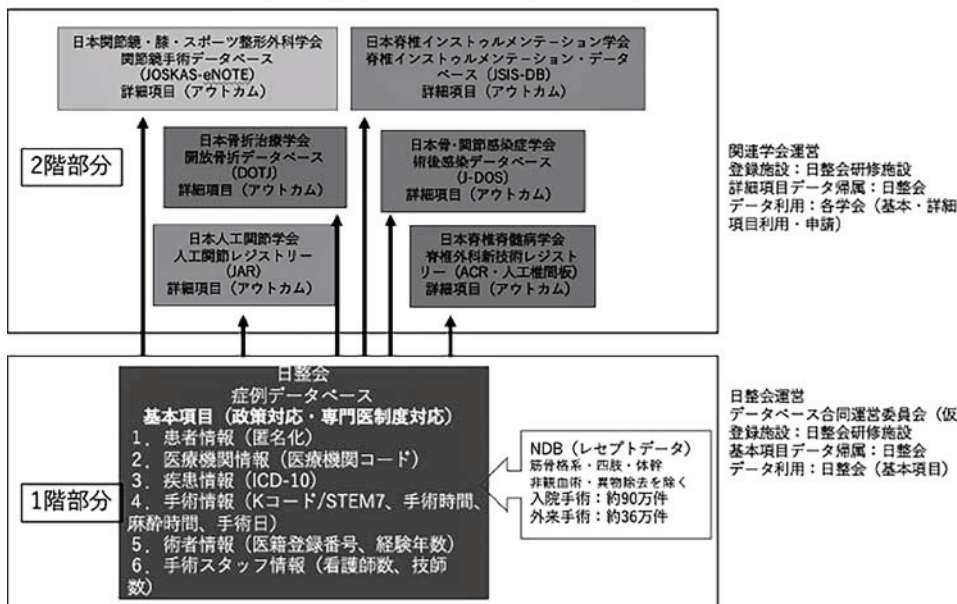 日本関節鏡・膝・スポーツ整形外科学会
関節鏡手術データベース
(JOSKAS-eNOTE)
詳細項目（アウトカム）
日本脊椎インストゥルメンテーション学会
脊椎インストゥルメンテーション・データ
ベース（JSIS-DB）
詳細項目（アウトカム）
2階部分
日本骨折治療学会
開放骨折データベース
(DOTJ)
詳細項目（アウトカム）
日本骨・関節感染症学会
術後感染データベース
(J-DOS)
詳細項目（アウトカム）
日本人工関節学会
人工関節レジストリー
(JAR)
詳細項目（アウトカム）
日本脊椎脊髄病学会
脊椎外科新技術レジスト
リー（ACR・人工椎間板）
詳細項目（アウトカム）
関連学会運営
登録施設：日整会研修施設
詳細項目データ帰属：日整会
データ利用：各学会（基本・詳細
項目利用・申請）
1階部分
日整会
症例データベース
基本項目（政策対応・専門医制度対応）
1．患者情報（匿名化）
2．医療機関情報（医療機関コード）
3．疾患情報（ICD-10）
4．手術情報（Kコード/STEM7、手術時間、
麻酔時間、手術日）
5．術者情報（医籍登録番号、経験年数）
6．手術スタッフ情報（看護師数、技師
数）
NDB（レセプトデータ）
筋骨格系・四肢・体幹
非観血術・異物除去を除く
入院手術：約90万件
外来手術：約36万件
日整会運営
データベース合同運営委員会（仮
登録施設：日整会研修施設
基本項目データ帰属：日整会
データ利用：日整会（基本項目）